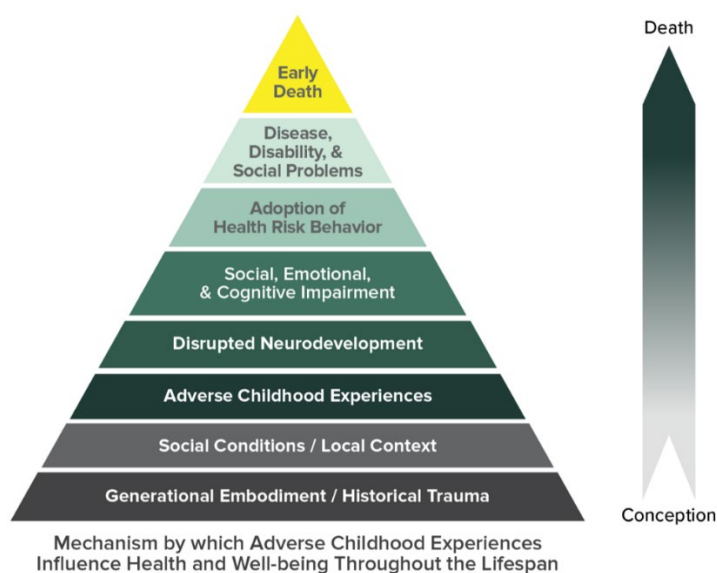 Death
Early
Death
Disease,
Disability, &
Social Problems
Adoption of
Health Risk Behavior
Social, Emotional,
& Cognitive Impairment
Disrupted Neurodevelopment
Adverse Childhood Experiences
Social Conditions / Local Context
Generational Embodiment / Historical Trauma
Conception
Mechanism by which Adverse Childhood Experiences
Influence Health and Well-being Throughout the Lifespan